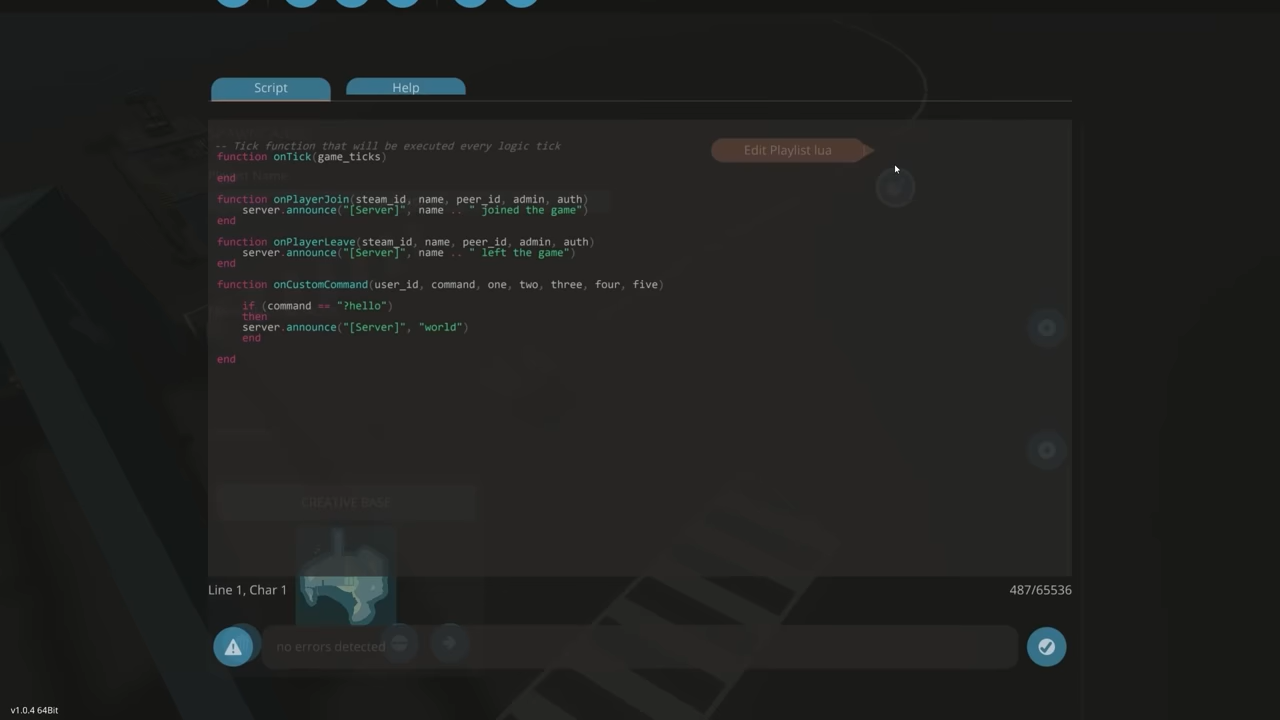 Script
Help
-- Tick function that will be executed every logic tick
function onTick(game_ticks)
Edit Playlist lua
end
function onPlayerJoin(steam_id, name, peer_id, admin, auth)
server.announce("[Server]", name .. " joined the game")
end
function onPlayerLeave(steam_id, name, peer_id, admin, auth)
server.announce("[Server]", name .. " left the game")
end
function onCustomCommand(user_id, command, one, two, three, four, five)
if (command == "?hello")
then
server.announce("[Server]", "world")
end
end
CREATIVE BASE
Line 1, Char 1
487/65536
no errors detected
v1.0.4 64Bit